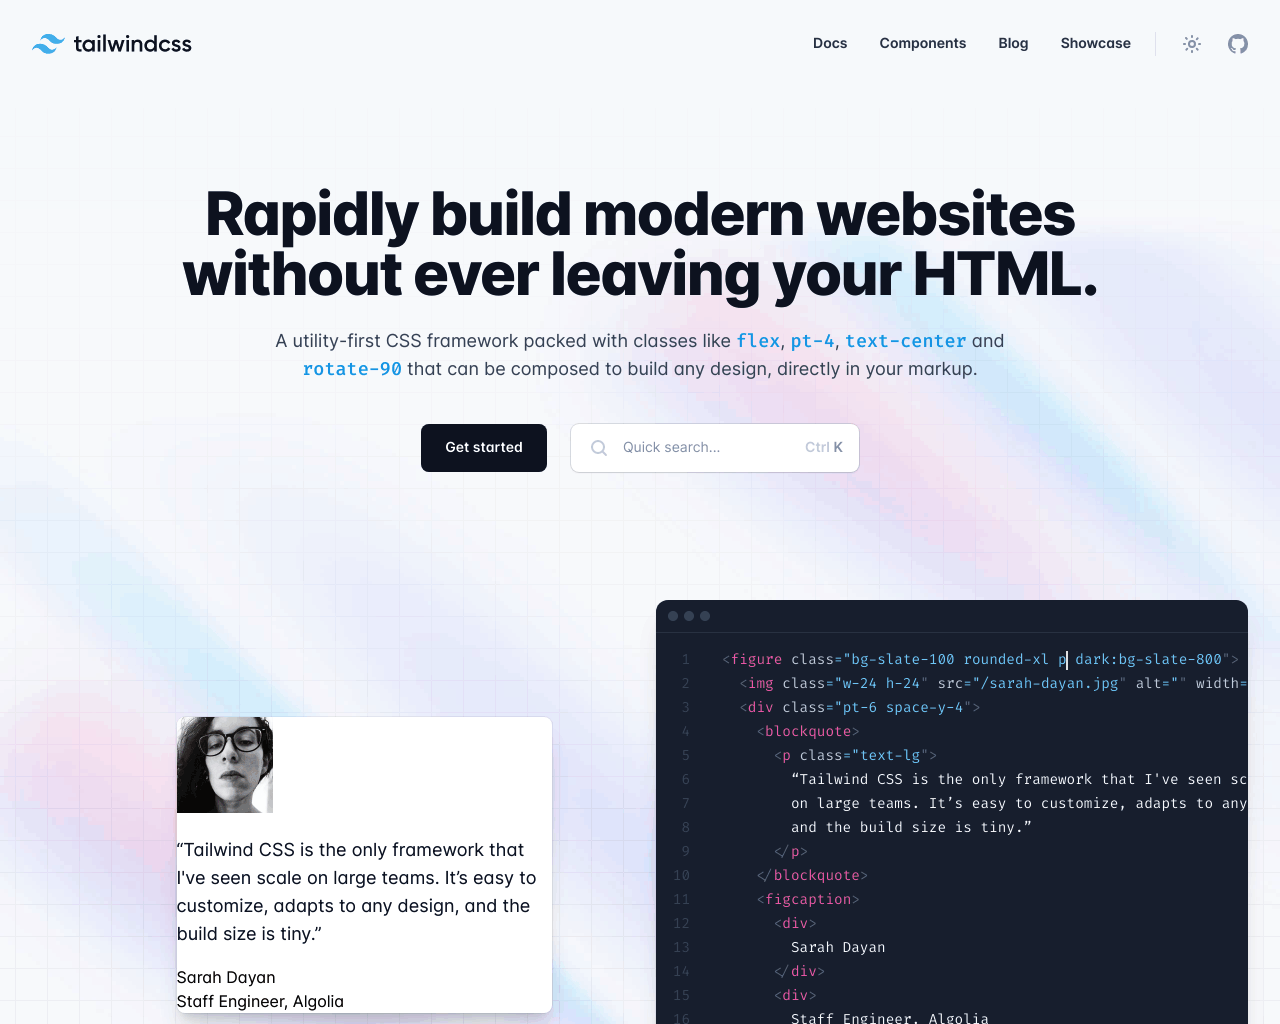 tailwindcss
Docs Components Blog Showcase
Rapidly build modern websites
without ever leaving your HTML.
A utility-first CSS framework packed with classes like flex, pt-4, text-center and
rotate-90 that can be composed to build any design, directly in your markup.
Get started
Quick search... Ctrl K
“Tailwind CSS is the only framework that
I've seen scale on large teams. It’s easy to
customize, adapts to any design, and the
build size is tiny.”
Sarah Dayan
Staff Engineer, Algolia
1 <figure class="bg-slate-100 rounded-xl p dark:bg-slate-800">
2 <img class="w-24 h-24" src="/sarah-dayan.jpg" alt="" width=
3 <div class="pt-6 space-y-4">
4 <blockquote>
5 <p class="text-lg">
6 “Tailwind CSS is the only framework that I've seen sc
7 on large teams. It’s easy to customize, adapts to any
8 and the build size is tiny.”
9 </p>
10 </blockquote>
11 <figcaption>
12 <div>
13 Sarah Dayan
14 </div>
15 <div>
16 Staff Engineer, Algolia